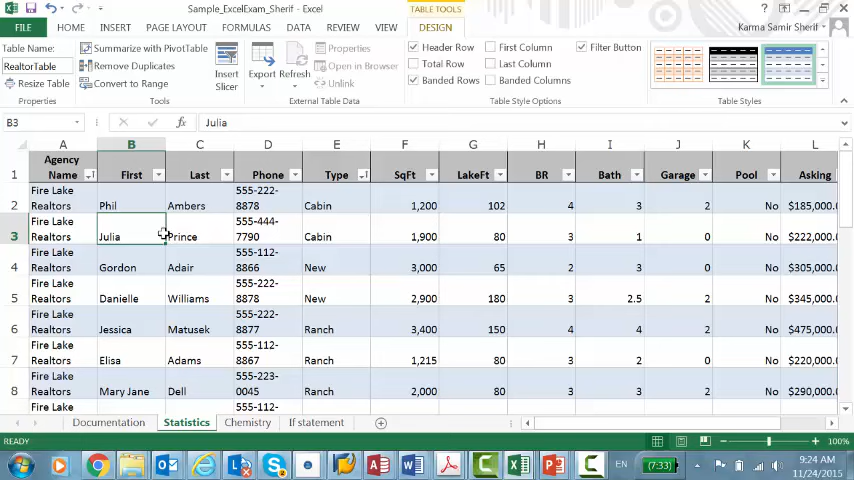 Sample_ExcelExam_Sherif - Excel
TABLE TOOLS
FILE HOME INSERT PAGE LAYOUT FORMULAS DATA REVIEW VIEW DESIGN Karma Samir Sherif
Table Name:
RealtorTable
Resize Table
Properties
Summarize with PivotTable
Remove Duplicates
Convert to Range
Tools
Insert
Slicer
Export
Refresh
Properties
Open in Browser
Unlink
External Table Data
Header Row
Total Row
Banded Rows
First Column
Last Column
Banded Columns
Filter Button
Table Style Options
Table Styles
B3 fx Julia
A B C D E F G H I J K L
1 Agency Name First Last Phone Type SqFt LakeFt BR Bath Garage Pool Asking
2 Fire Lake Realtors Phil Ambers 555-222-8878 Cabin 1,200 102 4 3 2 No $185,000.
3 Fire Lake Realtors Julia Prince 555-444-7790 Cabin 1,900 80 3 1 0 No $222,000.
4 Fire Lake Realtors Gordon Adair 555-112-8866 New 3,000 65 2 3 0 No $305,000.
5 Fire Lake Realtors Danielle Williams 555-222-8878 New 2,900 180 3 2.5 2 No $345,000.
6 Fire Lake Realtors Jessica Matusek 555-222-8877 Ranch 3,400 150 4 4 2 No $475,000.
7 Fire Lake Realtors Elisa Adams 555-112-8867 Ranch 1,215 80 3 2 0 No $220,000.
8 Fire Lake Realtors Mary Jane Dell 555-223-0045 Ranch 2,000 80 3 3 2 No $290,000.
Fire Lake 555-112-
Documentation Statistics Chemistry If statement
READY 100%
EN (7:33) 9:24 AM
11/24/2015